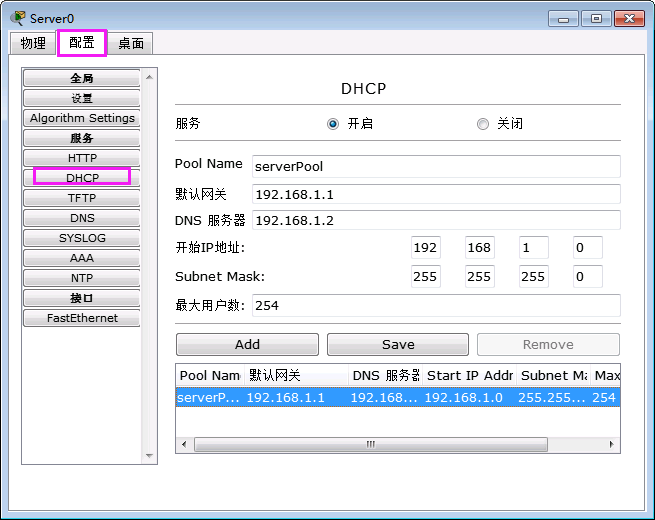 Server0
物理 配置 桌面
全局
设置
Algorithm Settings
服务
HTTP
DHCP
TFTP
DNS
SYSLOG
AAA
NTP
接口
FastEthernet
DHCP
服务 开启 关闭
Pool Name serverPool
默认网关 192.168.1.1
DNS 服务器 192.168.1.2
开始IP地址: 192 168 1 0
Subnet Mask: 255 255 255 0
最大用户数: 254
Add Save Remove
Pool Nam 默认网关 DNS 服务器 Start IP Addr Subnet Ma Max
serverP... 192.168.1.1 192.168... 192.168.1.0 255.255... 254